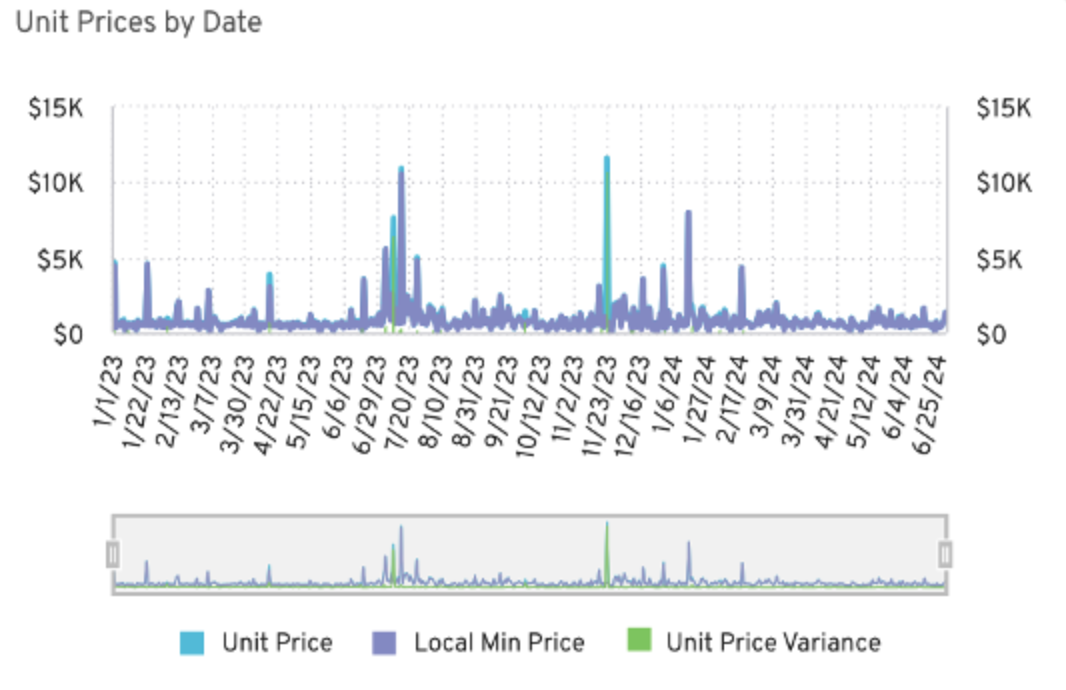 Unit Prices by Date
$15K $15K
$10K $10K
$5K $5K
$0 $0
1/1/23 1/22/23 2/13/23 3/7/23 3/30/23 4/22/23 5/15/23 6/6/23 6/29/23 7/20/23 8/10/23 8/31/23 9/21/23 10/12/23 11/2/23 11/23/23 12/16/23 1/6/24 1/27/24 2/17/24 3/9/24 3/31/24 4/21/24 5/12/24 6/4/24 6/25/24
Unit Price Local Min Price Unit Price Variance